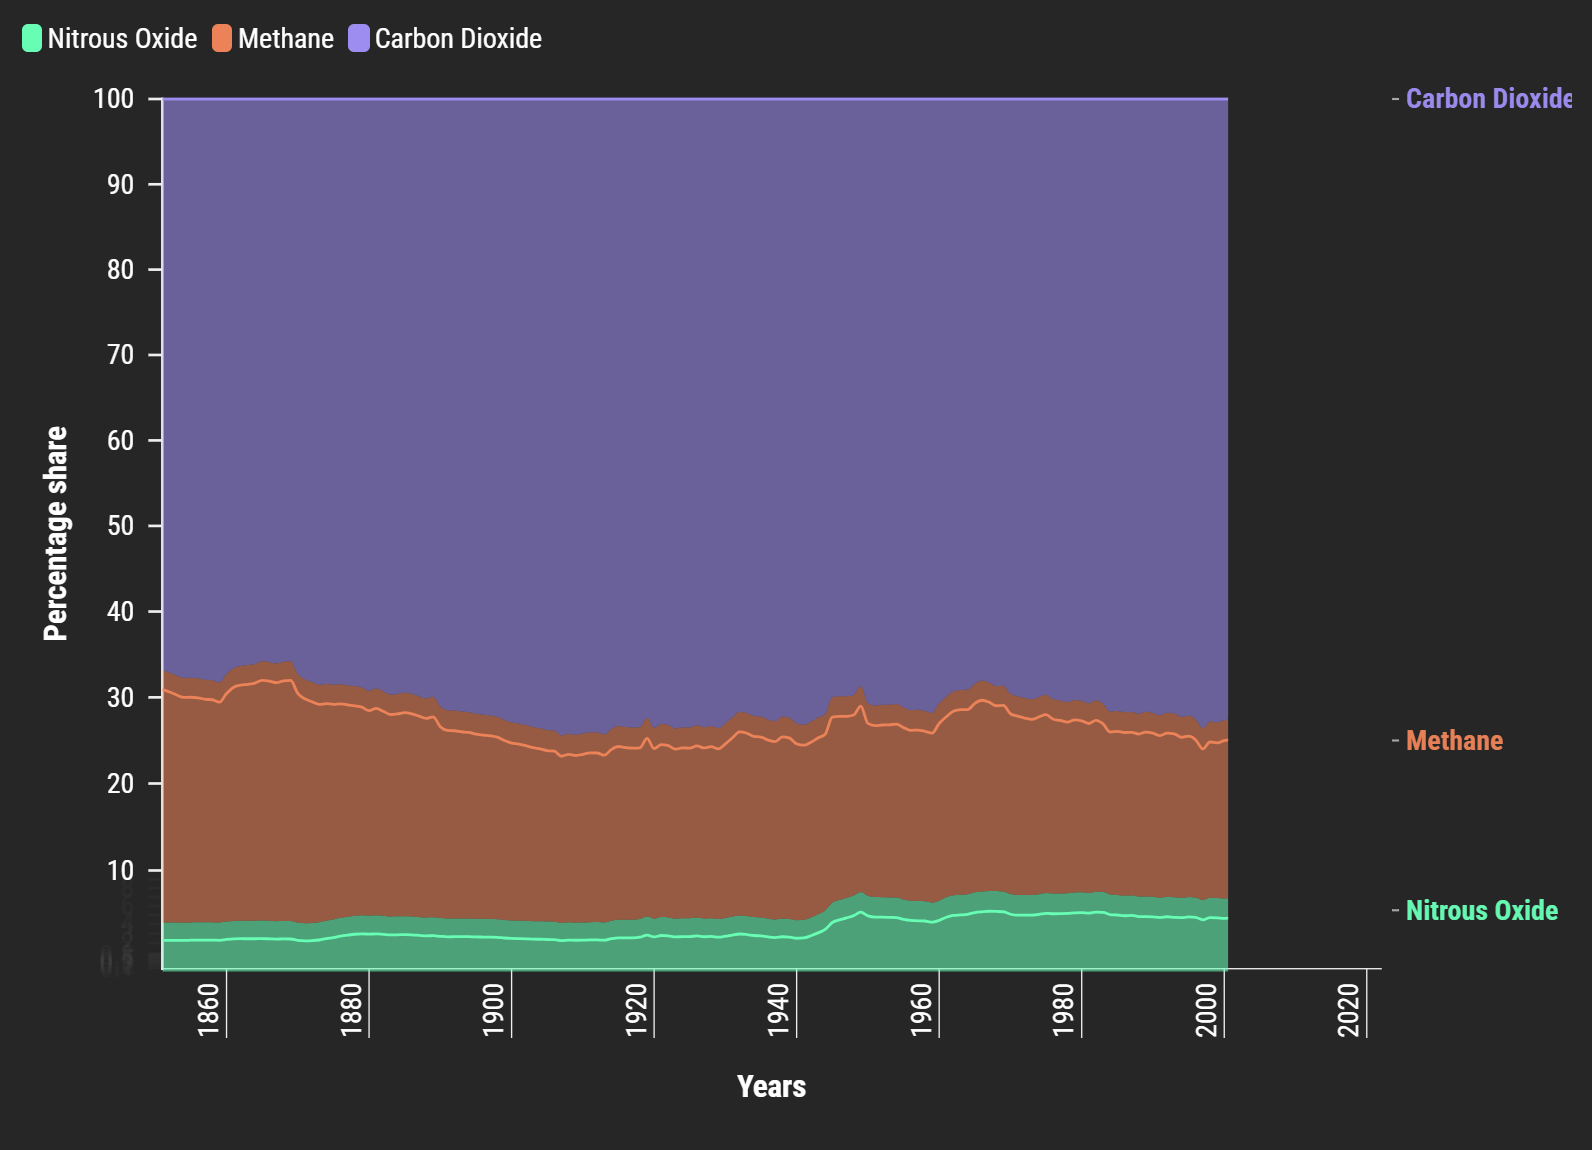 Nitrous Oxide Methane Carbon Dioxide
100
90
80
70
60
50
40
30
20
10
Percentage share
Carbon Dioxide
Methane
Nitrous Oxide
1860 1880 1900 1920 1940 1960 1980 2000 2020
Years